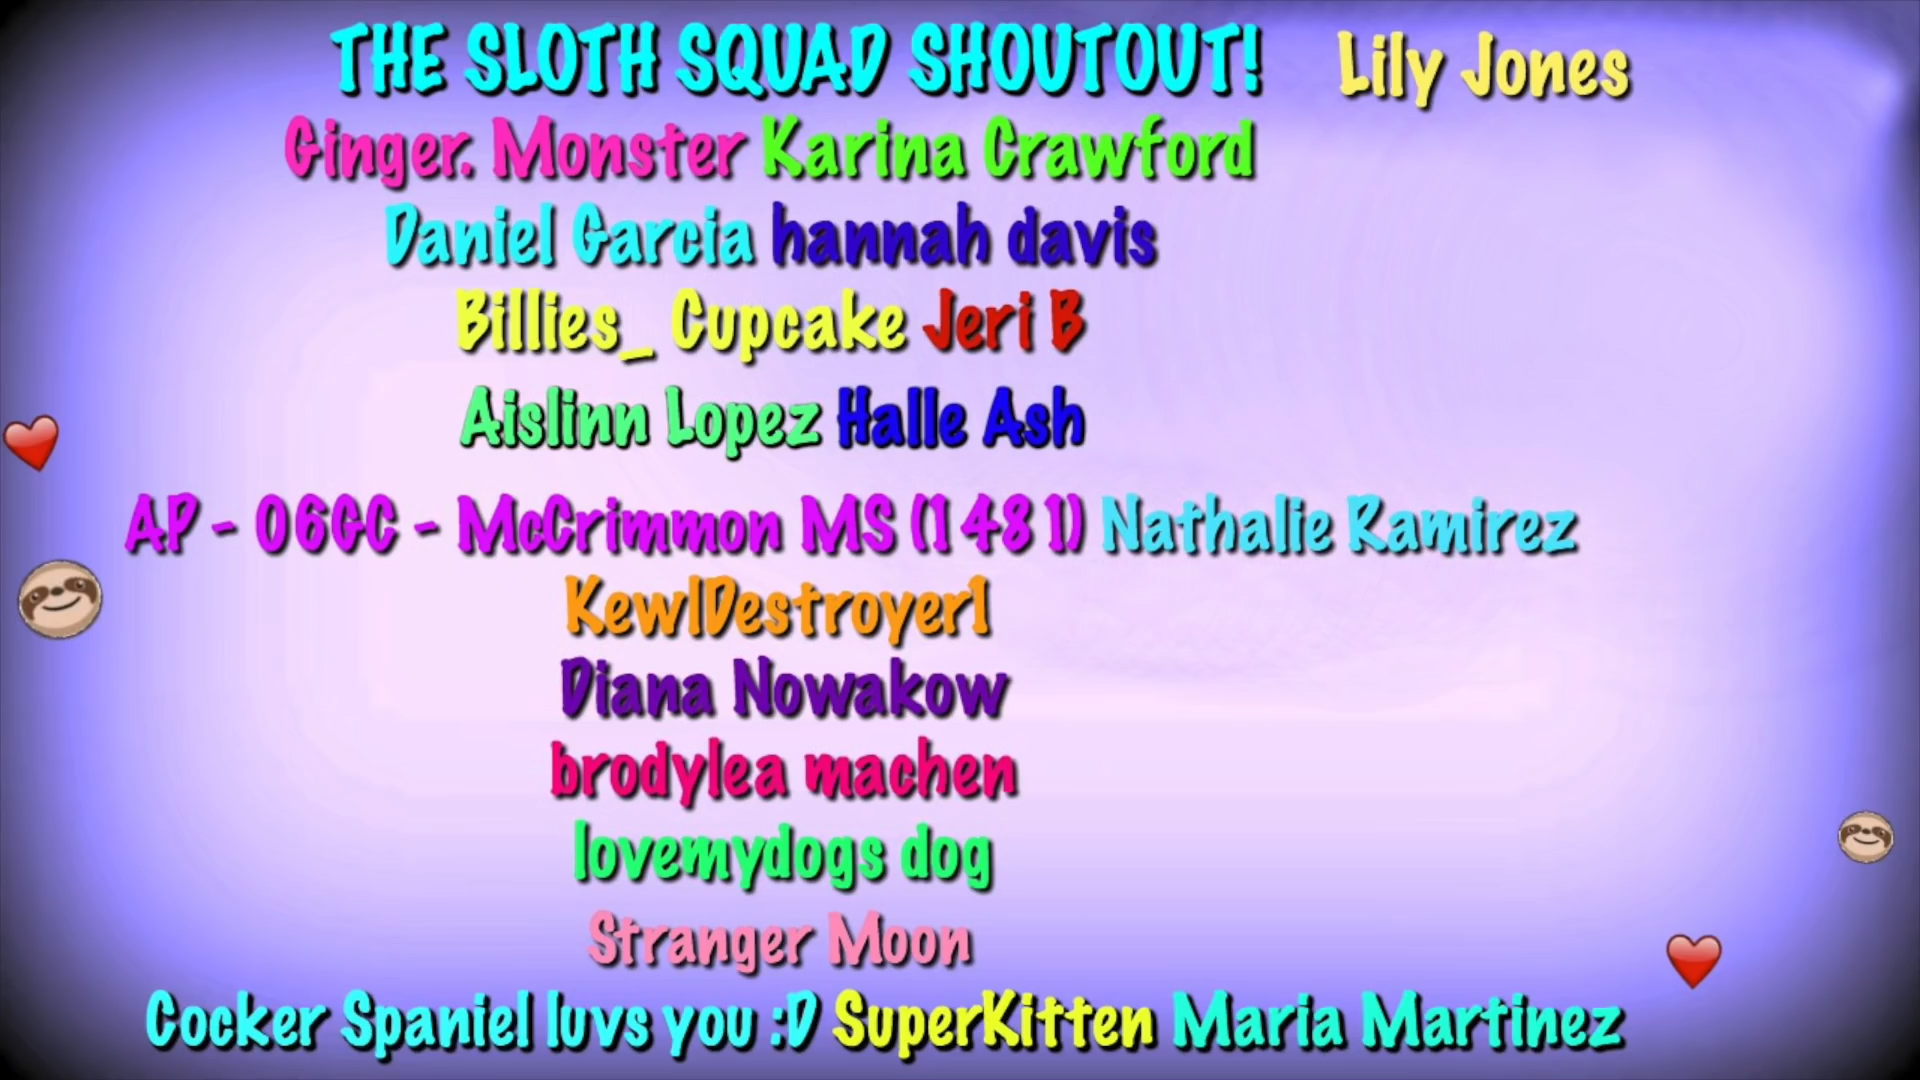 THE SLOTH SQUAD SHOUTOUT! Lily Jones
Ginger. Monster Karina Crawford
Daniel Garcia hannah davis
Billies_ Cupcake Jeri B
Aislinn Lopez Halle Ash
AP - 06GC - McCrimmon MS (1481) Nathalie Ramirez
KewlDestroyer1
Diana Nowakow
brodylea machen
lovemydogs dog
Stranger Moon
Cocker Spaniel luvs you :D SuperKitten Maria Martinez